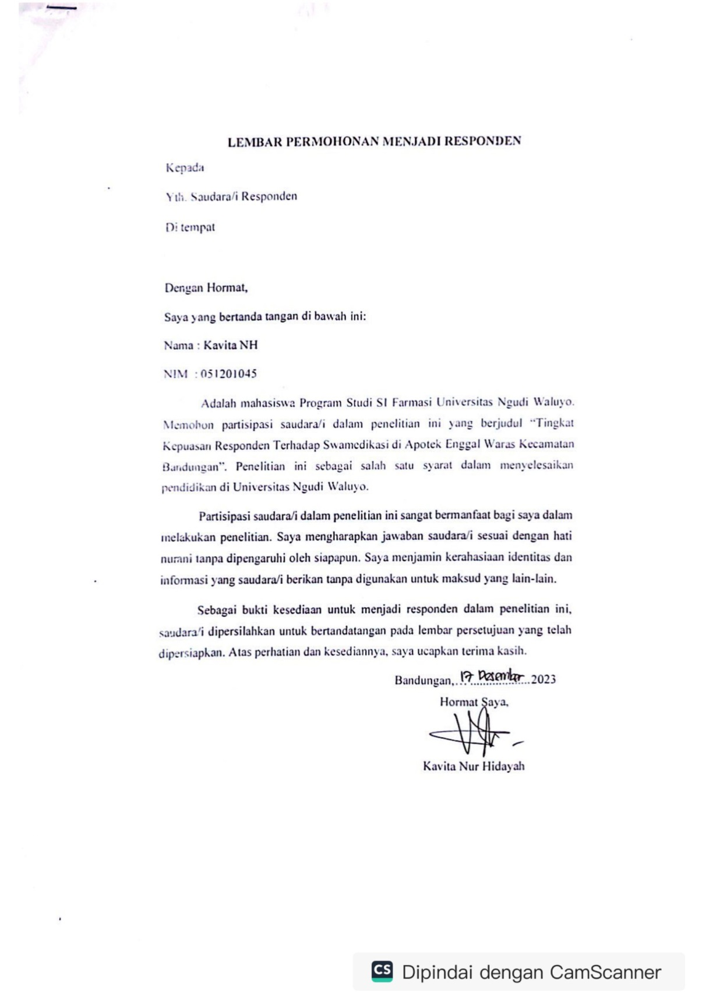 LEMBAR PERMOHONAN MENJADI RESPONDEN
Kepada
Yth. Saudara/i Responden
Di tempat
Dengan Hormat,
Saya yang bertanda tangan di bawah ini:
Nama : Kavita NH
NIM : 051201045
Adalah mahasiswa Program Studi SI Farmasi Universitas Ngudi Waluyo.
Memohon partisipasi saudara/i dalam penelitian ini yang berjudul “Tingkat
Kepuasan Responden Terhadap Swamedikasi di Apotek Enggal Waras Kecamatan
Bandungan”. Penelitian ini sebagai salah satu syarat dalam menyelesaikan
pendidikan di Universitas Ngudi Waluyo.
Partisipasi saudara/i dalam penelitian ini sangat bermanfaat bagi saya dalam
melakukan penelitian. Saya mengharapkan jawaban saudara/i sesuai dengan hati
nurani tanpa dipengaruhi oleh siapapun. Saya menjamin kerahasiaan identitas dan
informasi yang saudara/i berikan tanpa digunakan untuk maksud yang lain-lain.
Sebagai bukti kesediaan untuk menjadi responden dalam penelitian ini,
saudara/i dipersilahkan untuk bertandatangan pada lembar persetujuan yang telah
dipersiapkan. Atas perhatian dan kesediannya, saya ucapkan terima kasih.
Bandungan, 17 Desember 2023
Hormat Saya,
Kavita Nur Hidayah
CS Dipindai dengan CamScanner